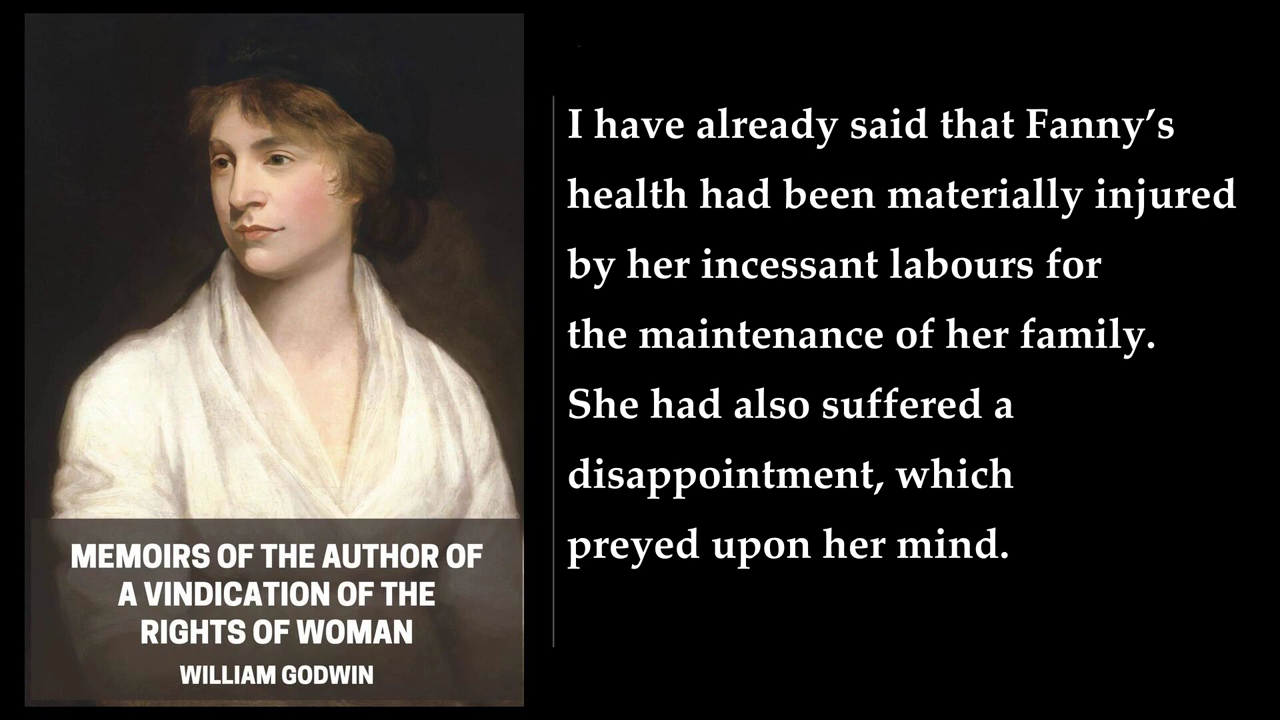 MEMOIRS OF THE AUTHOR OF
A VINDICATION OF THE
RIGHTS OF WOMAN
WILLIAM GODWIN
I have already said that Fanny’s
health had been materially injured
by her incessant labours for
the maintenance of her family.
She had also suffered a
disappointment, which
preyed upon her mind.